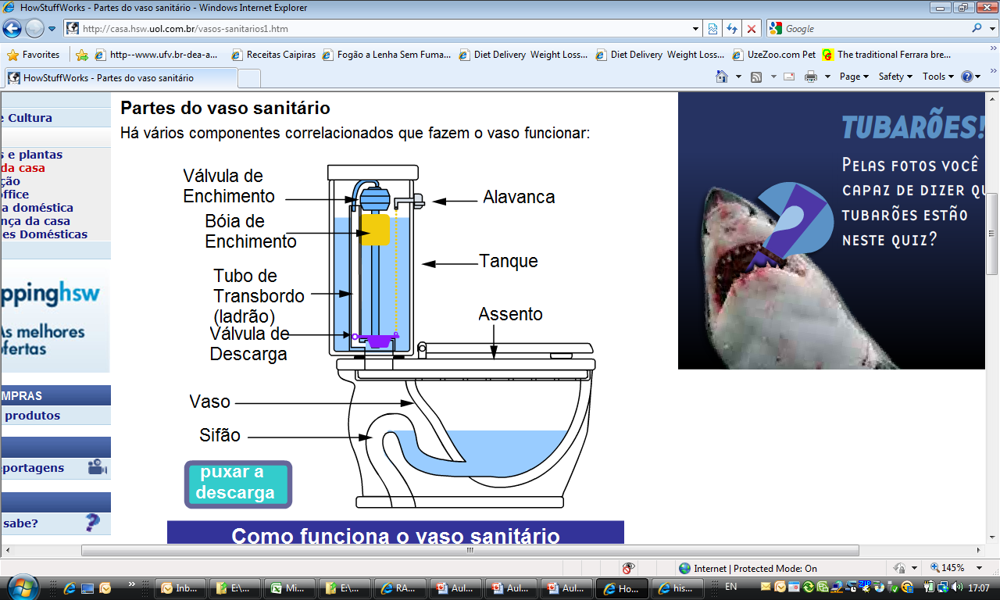 HowStuffWorks - Partes do vaso sanitário - Windows Internet Explorer
http://casa.hsw.uol.com.br/vasos-sanitarios1.htm
Google
Favorites
http--www.ufv.br-dea-a...
Receitas Caipiras
Fogão a Lenha Sem Fuma...
Diet Delivery Weight Loss...
Diet Delivery Weight Loss...
UzeZoo.com Pet
The traditional Ferrara bre...
HowStuffWorks - Partes do vaso sanitário
Page
Safety
Tools
e Cultura
s e plantas
da casa
ção
office
a doméstica
nça da casa
es Domésticas
ppinghsw
As melhores
ofertas
MPRAS
produtos
eportagens
sabe?
Partes do vaso sanitário
Há vários componentes correlacionados que fazem o vaso funcionar:
Válvula de
Enchimento
Bóia de
Enchimento
Tubo de
Transbordo
(ladrão)
Válvula de
Descarga
Vaso
Sifão
Alavanca
Tanque
Assento
puxar a
descarga
Como funciona o vaso sanitário
TUBARÕES!
PELAS FOTOS VOCÊ
CAPAZ DE DIZER QU
TUBARÕES ESTÃO
NESTE QUIZ?
Internet | Protected Mode: On
145%
Inb...
E:\...
Mi...
E:\...
RA...
Aul...
Aul...
Aul...
Ho...
his...
EN
17:07